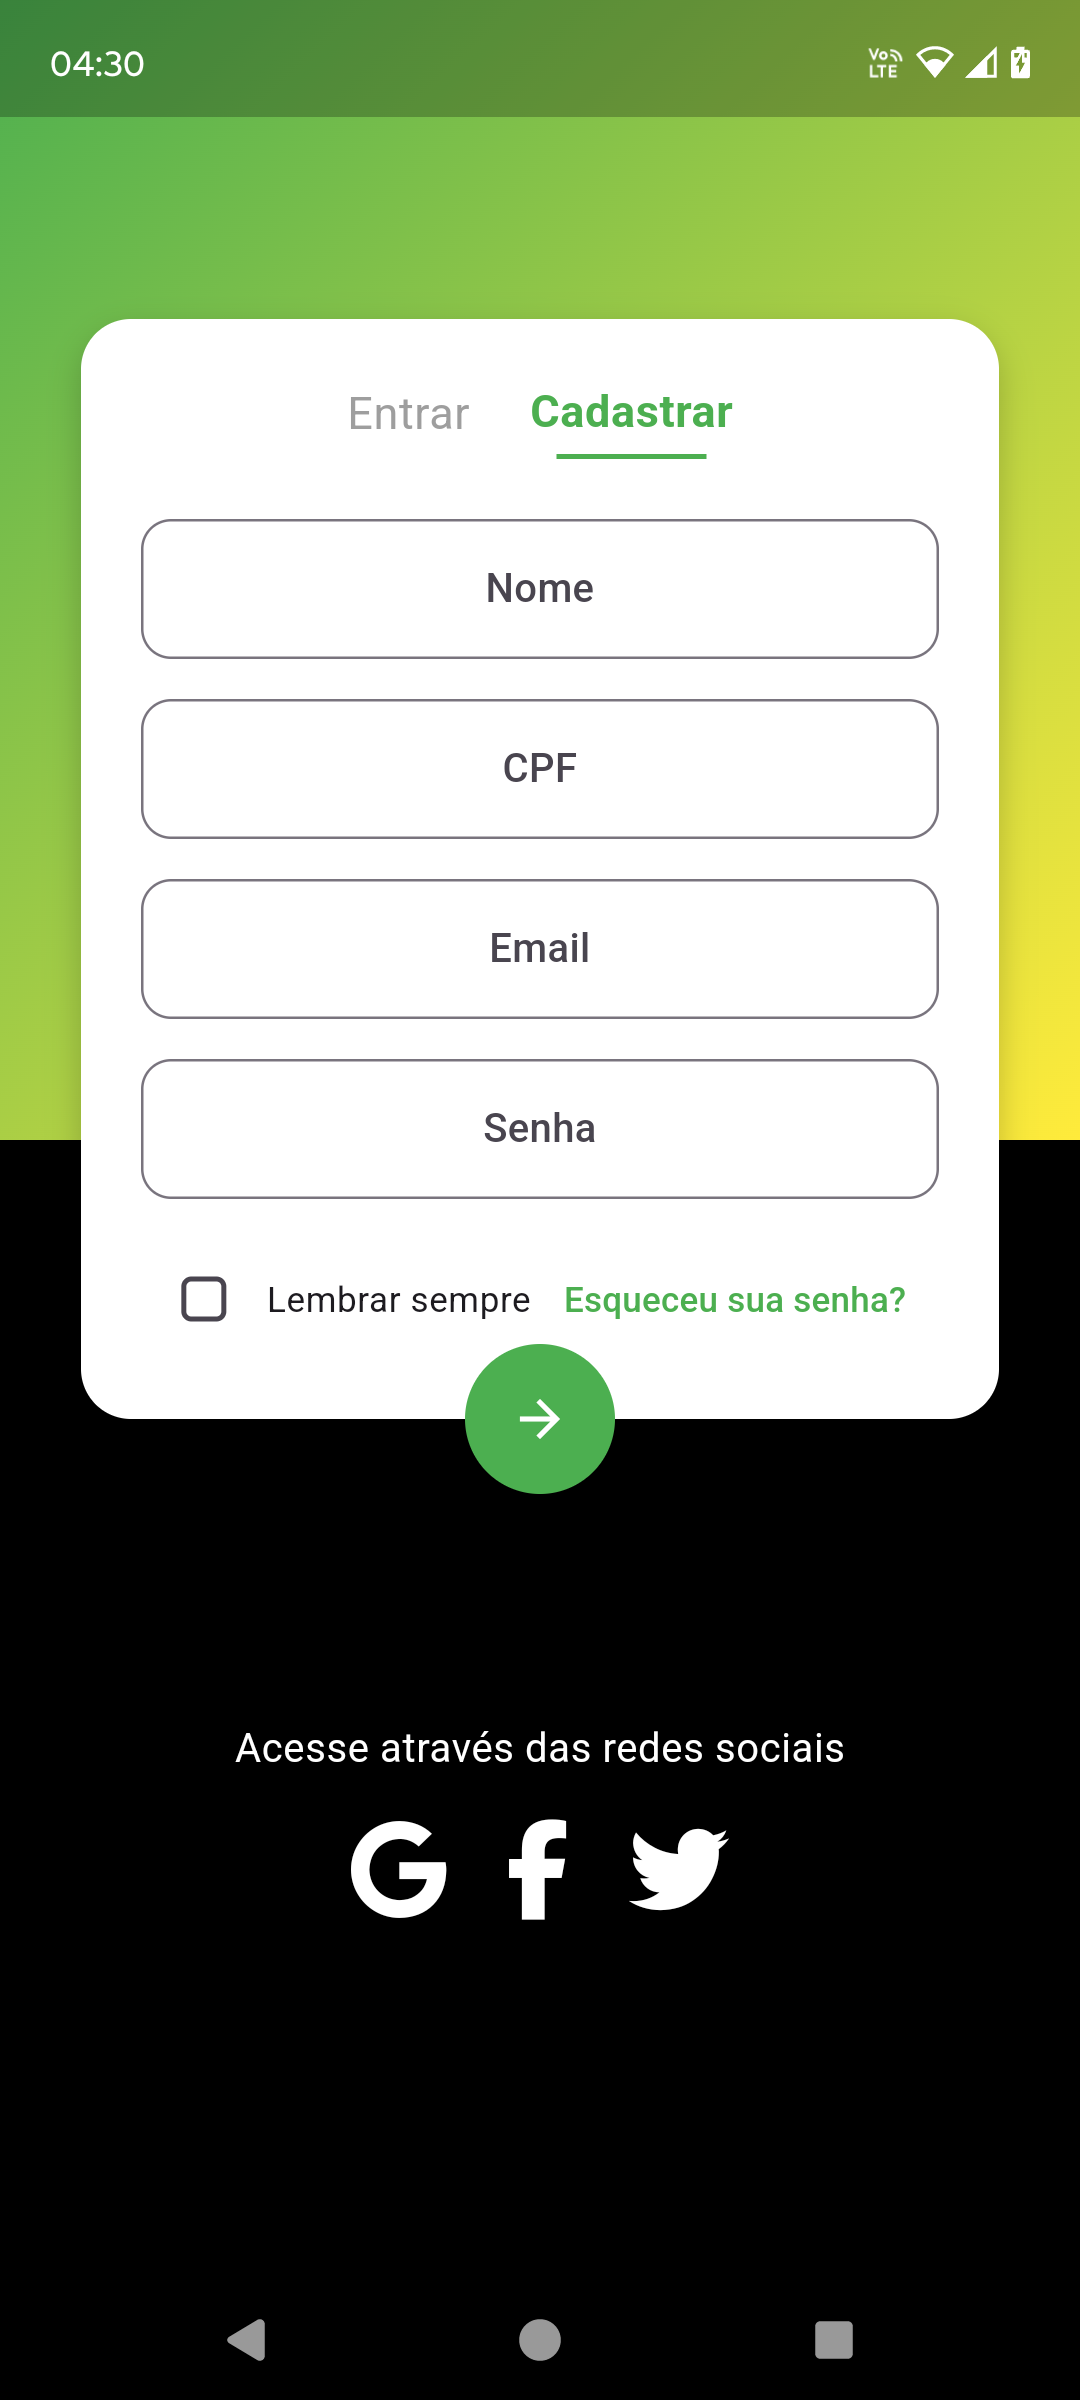 04:30
Vo
LTE
Entrar Cadastrar
Nome
CPF
Email
Senha
Lembrar sempre Esqueceu sua senha?
Acesse através das redes sociais